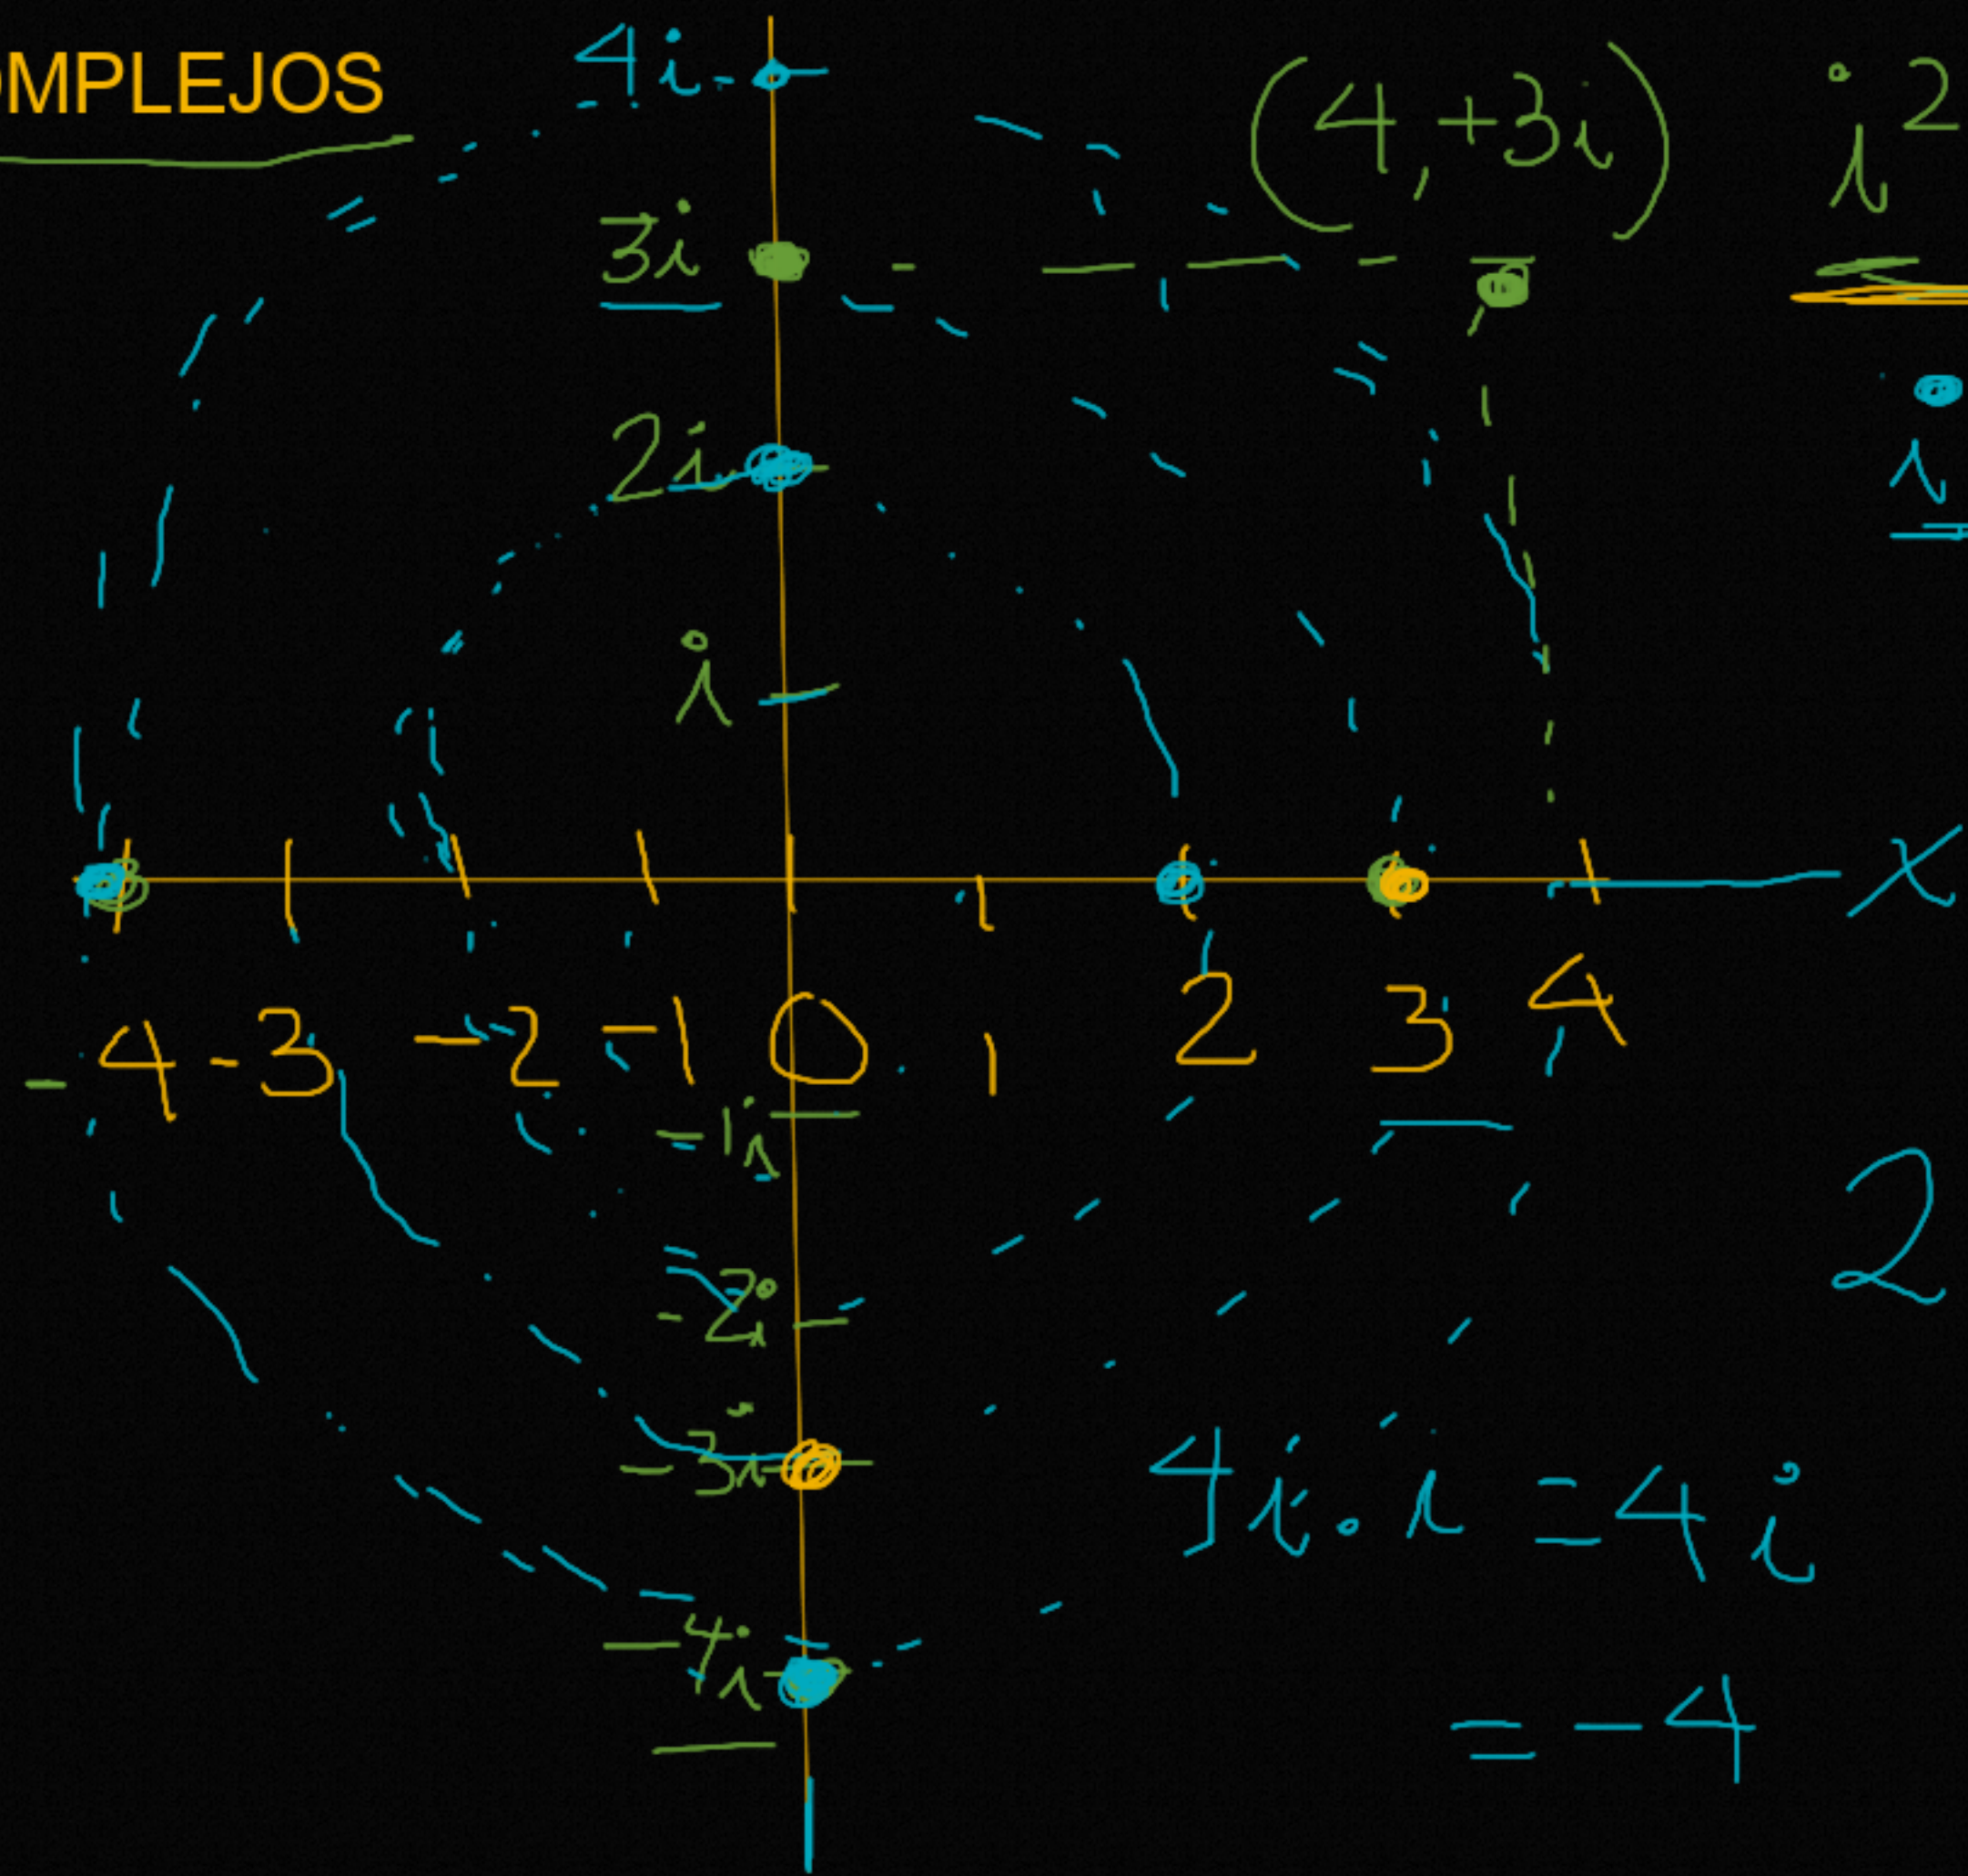 OMPLEJOS
4i
(4, +3i)
i²
3i
2i
i
i
x
-4 -3 -2 -1 0 1 2 3 4
-1i
-2i
2
-3i
4i . i = 4i
-4i
= -4